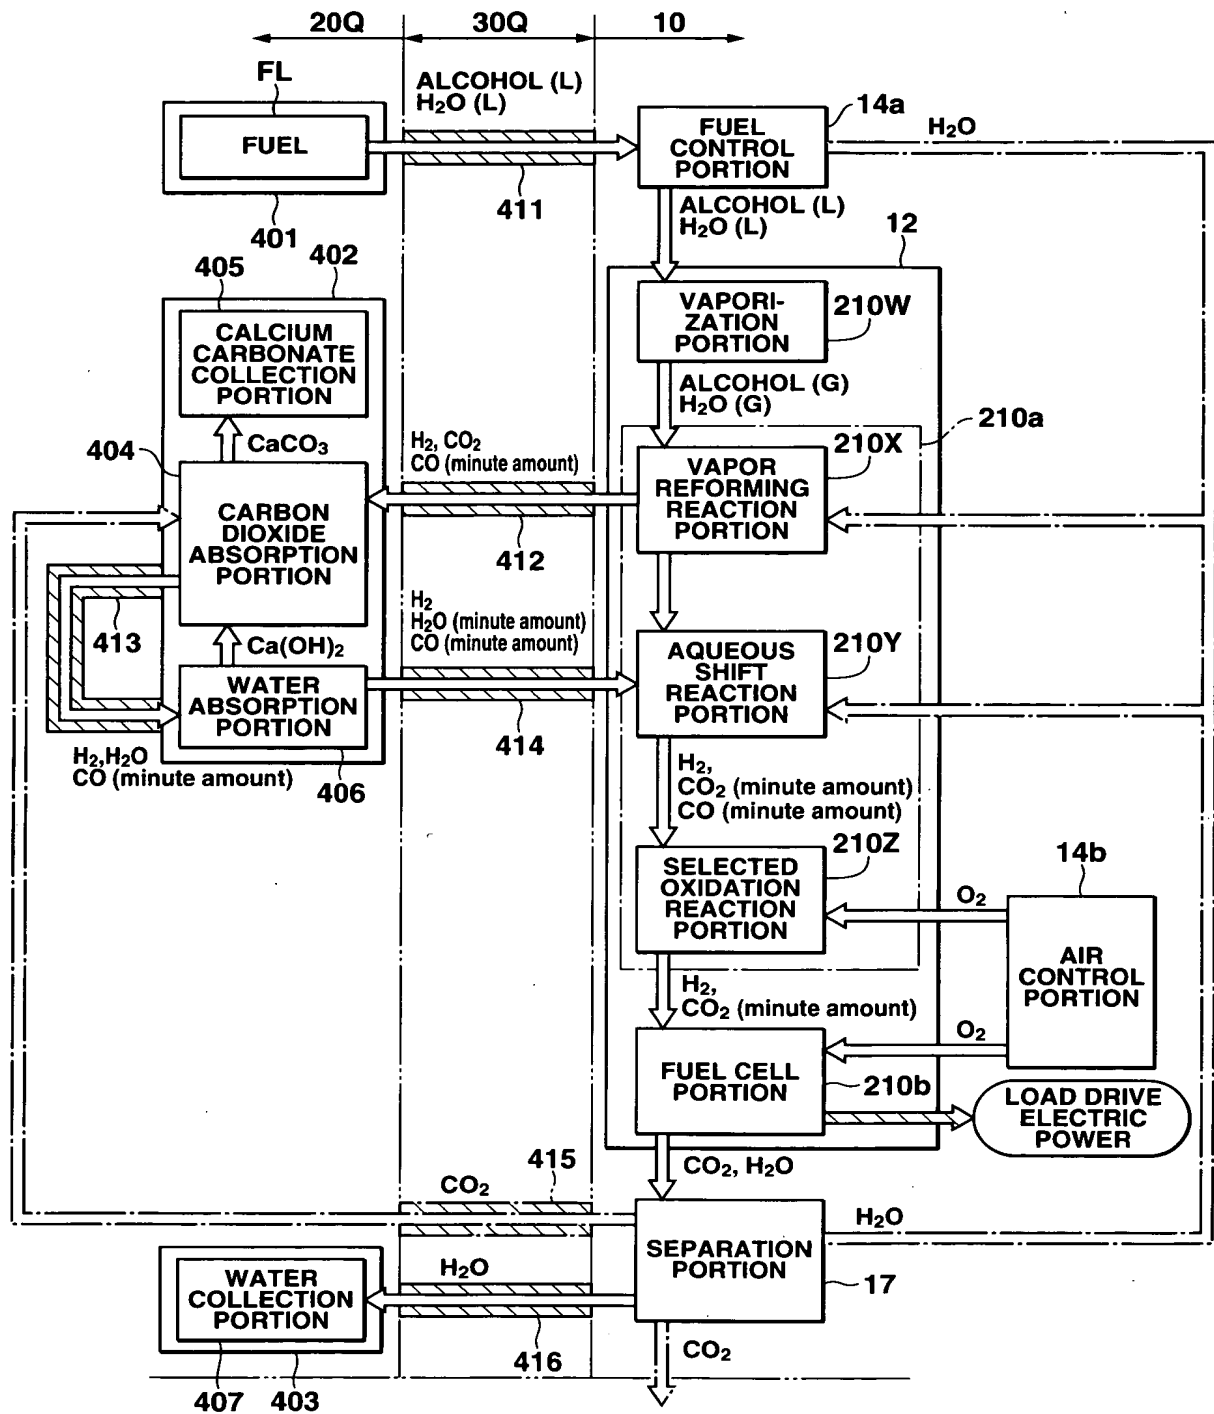 20Q
30Q
10
FL
FUEL
401
ALCOHOL (L)
H2O (L)
411
14a
FUEL
CONTROL
PORTION
H2O
ALCOHOL (L)
H2O (L)
12
405
402
CALCIUM
CARBONATE
COLLECTION
PORTION
VAPORI-
ZATION
PORTION
210W
ALCOHOL (G)
H2O (G)
210a
404
CaCO3
H2, CO2
CO (minute amount)
210X
VAPOR
REFORMING
REACTION
PORTION
CARBON
DIOXIDE
ABSORPTION
PORTION
412
413
Ca(OH)2
H2
H2O (minute amount)
CO (minute amount)
210Y
AQUEOUS
SHIFT
REACTION
PORTION
WATER
ABSORPTION
PORTION
414
H2,H2O
CO (minute amount)
406
H2,
CO2 (minute amount)
CO (minute amount)
210Z
SELECTED
OXIDATION
REACTION
PORTION
14b
O2
AIR
CONTROL
PORTION
H2,
CO2 (minute amount)
O2
FUEL CELL
PORTION
210b
LOAD DRIVE
ELECTRIC
POWER
CO2, H2O
415
CO2
H2O
SEPARATION
PORTION
17
H2O
WATER
COLLECTION
PORTION
416
CO2
407
403